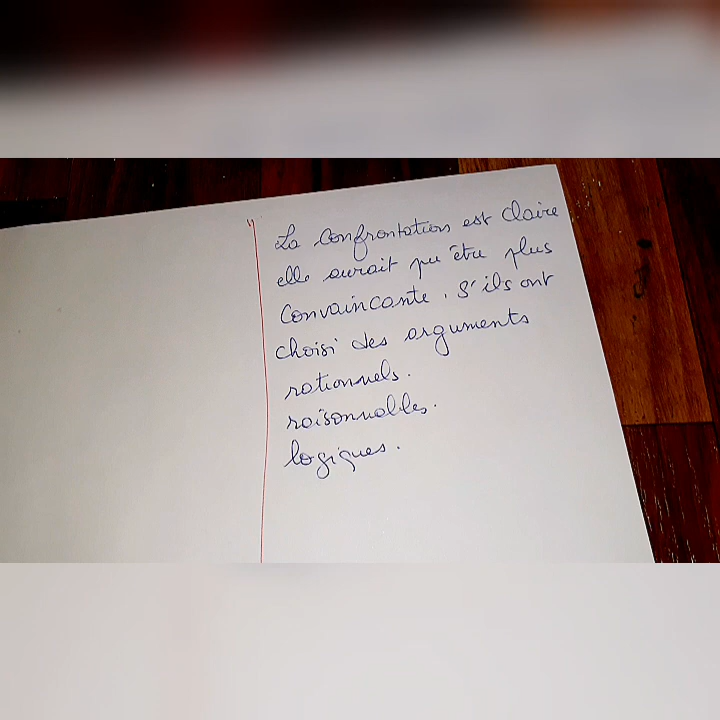 La confrontation est claire
elle aurait pu être plus
convaincante. S'ils ont
choisi des arguments
rationnels.
raisonnables.
logiques.